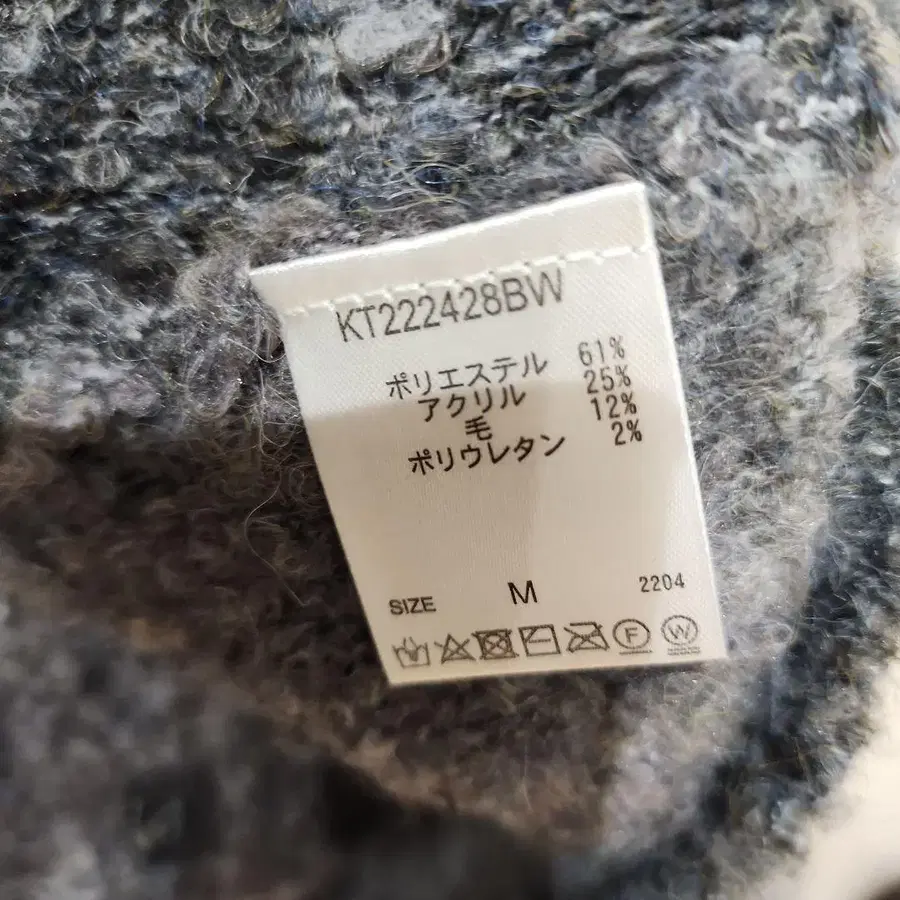 KT222428BW
ポリエステル 61%
アクリル 25%
毛 12%
ポリウレタン 2%
SIZE M 2204
F W